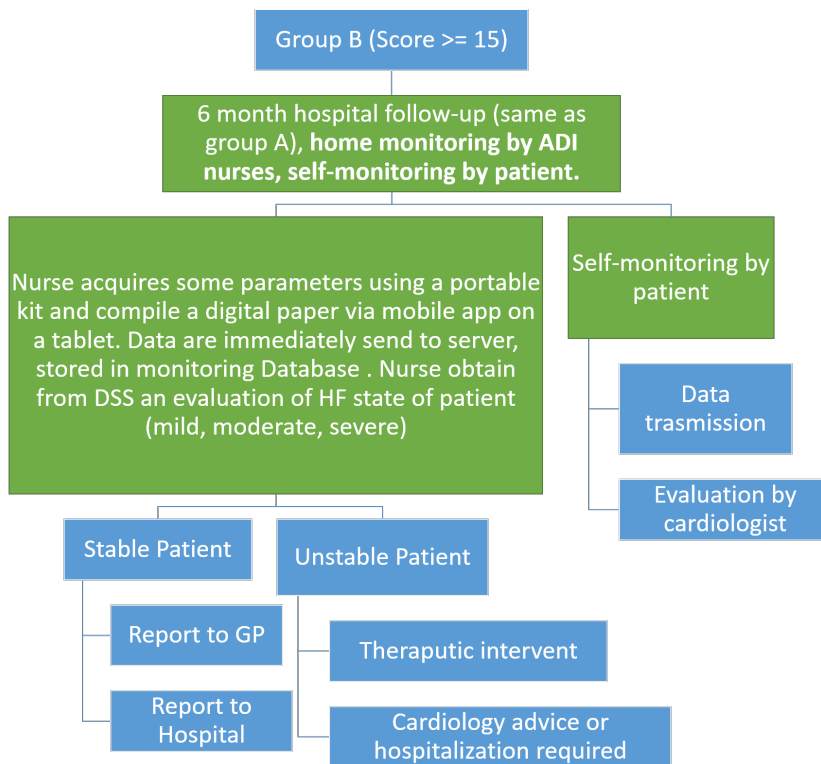 Group B (Score >= 15)
6 month hospital follow-up (same as
group A), home monitoring by ADI
nurses, self-monitoring by patient.
Nurse acquires some parameters using a portable
kit and compile a digital paper via mobile app on
a tablet. Data are immediately send to server,
stored in monitoring Database . Nurse obtain
from DSS an evaluation of HF state of patient
(mild, moderate, severe)
Self-monitoring by
patient
Data
trasmission
Evaluation by
cardiologist
Stable Patient
Report to GP
Report to
Hospital
Unstable Patient
Theraputic intervent
Cardiology advice or
hospitalization required